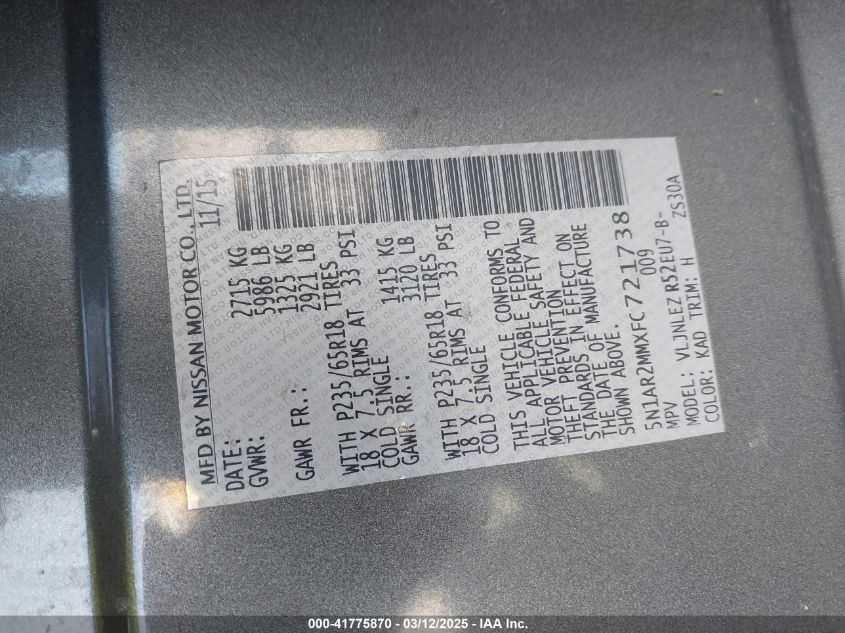 MFD BY NISSAN MOTOR CO., LTD.
DATE: 11/15
GVWR: 2715 KG
5986 LB
GAWR FR.: 1325 KG
2921 LB
WITH P235/65R18 TIRES
18 X 7.5 RIMS AT 33 PSI
COLD SINGLE
GAWR RR.: 1415 KG
3120 LB
WITH P235/65R18 TIRES
18 X 7.5 RIMS AT 33 PSI
COLD SINGLE
THIS VEHICLE CONFORMS TO
ALL APPLICABLE FEDERAL
MOTOR VEHICLE SAFETY AND
THEFT PREVENTION
STANDARDS IN EFFECT ON
THE DATE OF MANUFACTURE
SHOWN ABOVE.
5N1AR2MMXFC721738
MPV 009
MODEL: VLJNLEZ R52EU7-B-
COLOR: KAD TRIM: H ZS30A
000-41775870 - 03/12/2025 - IAA Inc.